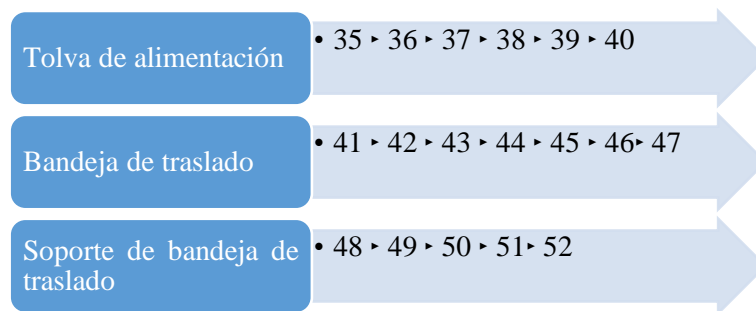 Tolva de alimentación
• 35 ▸ 36 ▸ 37 ▸ 38 ▸ 39 ▸ 40
Bandeja de traslado
• 41 ▸ 42 ▸ 43 ▸ 44 ▸ 45 ▸ 46▸ 47
Soporte de bandeja de
traslado
• 48 ▸ 49 ▸ 50 ▸ 51▸ 52